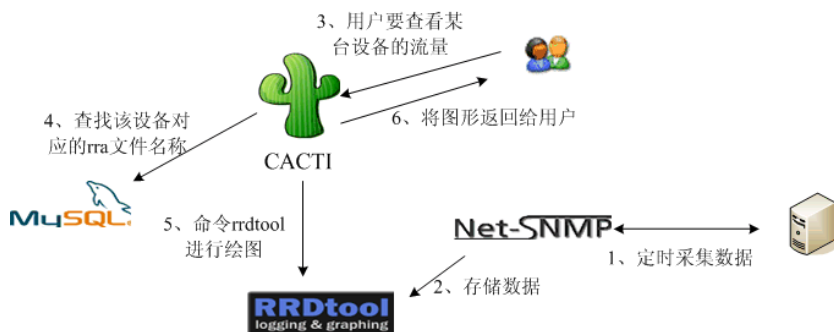 3、用户要查看某
台设备的流量
6、将图形返回给用户
4、查找该设备对
应的rra文件名称
CACTI
MySQL
5、命令rrdtool
进行绘图
Net-SNMP
1、定时采集数据
2、存储数据
RRDtool
logging & graphing